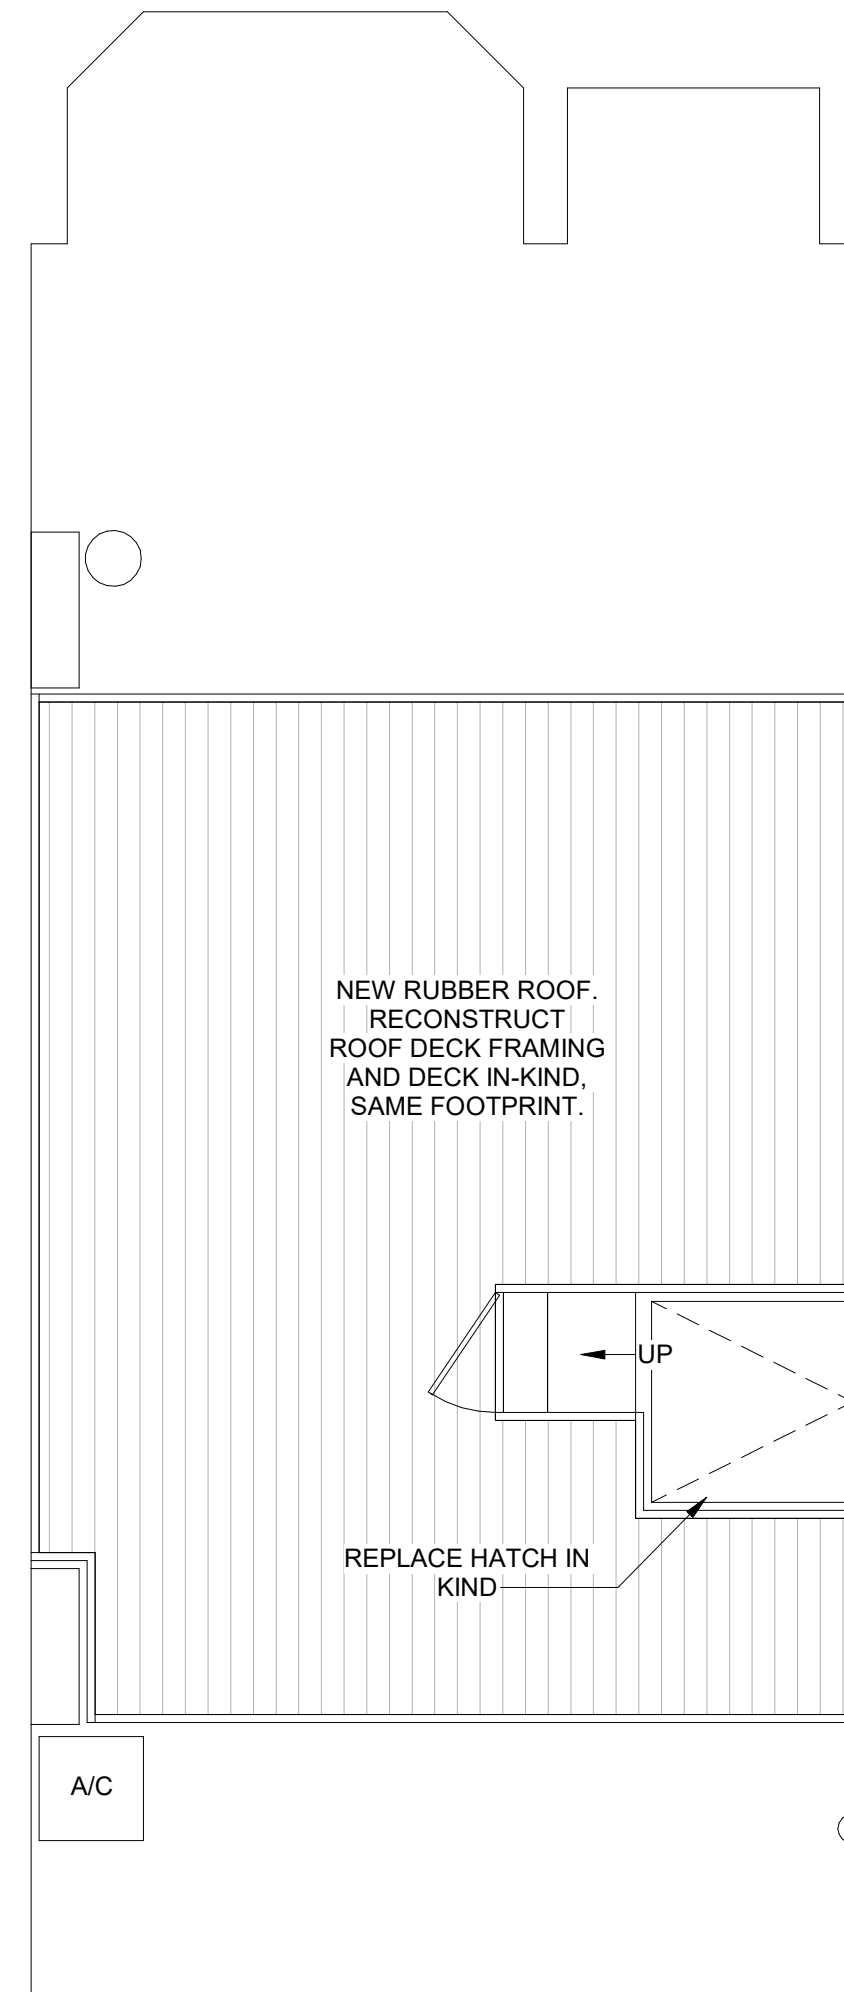 NEW RUBBER ROOF.
RECONSTRUCT
ROOF DECK FRAMING
AND DECK IN-KIND,
SAME FOOTPRINT.
UP
REPLACE HATCH IN
KIND
A/C